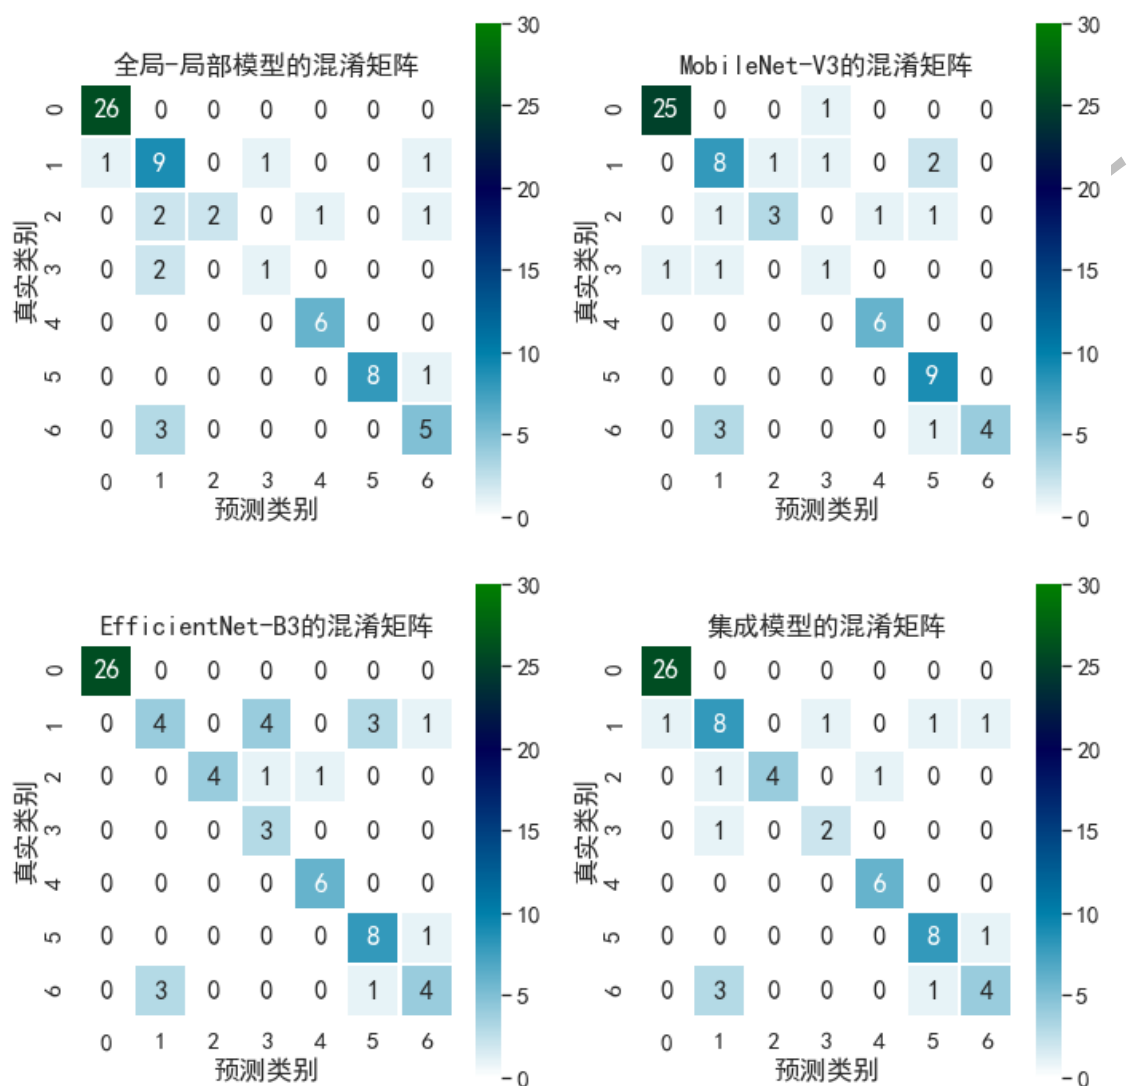 全局-局部模型的混淆矩阵
30
25
20
15
10
5
0
0 26 0 0 0 0 0 0
1 1 9 0 1 0 0 1
2 0 2 2 0 1 0 1
3 0 2 0 1 0 0 0
4 0 0 0 0 6 0 0
5 0 0 0 0 0 8 1
6 0 3 0 0 0 0 5
0 1 2 3 4 5 6
真实类别
预测类别
MobileNet-V3的混淆矩阵
30
25
20
15
10
5
0
0 25 0 0 1 0 0 0
1 0 8 1 1 0 2 0
2 0 1 3 0 1 1 0
3 1 1 0 1 0 0 0
4 0 0 0 0 6 0 0
5 0 0 0 0 0 9 0
6 0 3 0 0 0 1 4
0 1 2 3 4 5 6
真实类别
预测类别
EfficientNet-B3的混淆矩阵
30
25
20
15
10
5
0
0 26 0 0 0 0 0 0
1 0 4 0 4 0 3 1
2 0 0 4 1 1 0 0
3 0 0 0 3 0 0 0
4 0 0 0 0 6 0 0
5 0 0 0 0 0 8 1
6 0 3 0 0 0 1 4
0 1 2 3 4 5 6
真实类别
预测类别
集成模型的混淆矩阵
30
25
20
15
10
5
0
0 26 0 0 0 0 0 0
1 1 8 0 1 0 1 1
2 0 1 4 0 1 0 0
3 0 1 0 2 0 0 0
4 0 0 0 0 6 0 0
5 0 0 0 0 0 8 1
6 0 3 0 0 0 1 4
0 1 2 3 4 5 6
真实类别
预测类别